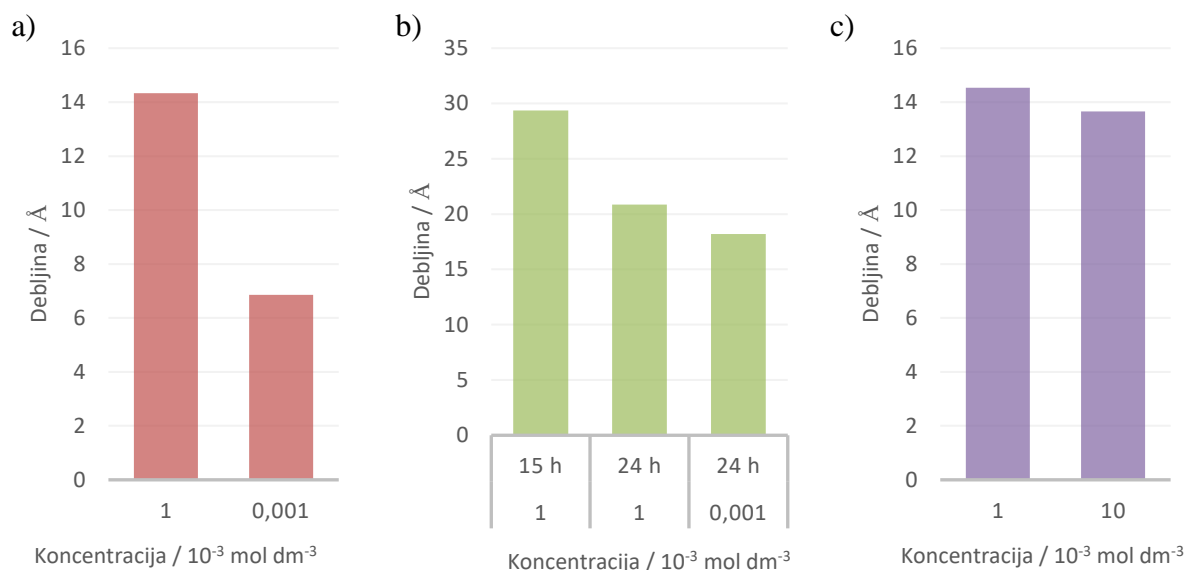 a)
16
14
12
10
8
6
4
2
0
Debljina / Å
1 0,001
Koncentracija / 10⁻³ mol dm⁻³
b)
35
30
25
20
15
10
5
0
Debljina / Å
15 h 24 h 24 h
1 1 0,001
Koncentracija / 10⁻³ mol dm⁻³
c)
16
14
12
10
8
6
4
2
0
Debljina / Å
1 10
Koncentracija / 10⁻³ mol dm⁻³